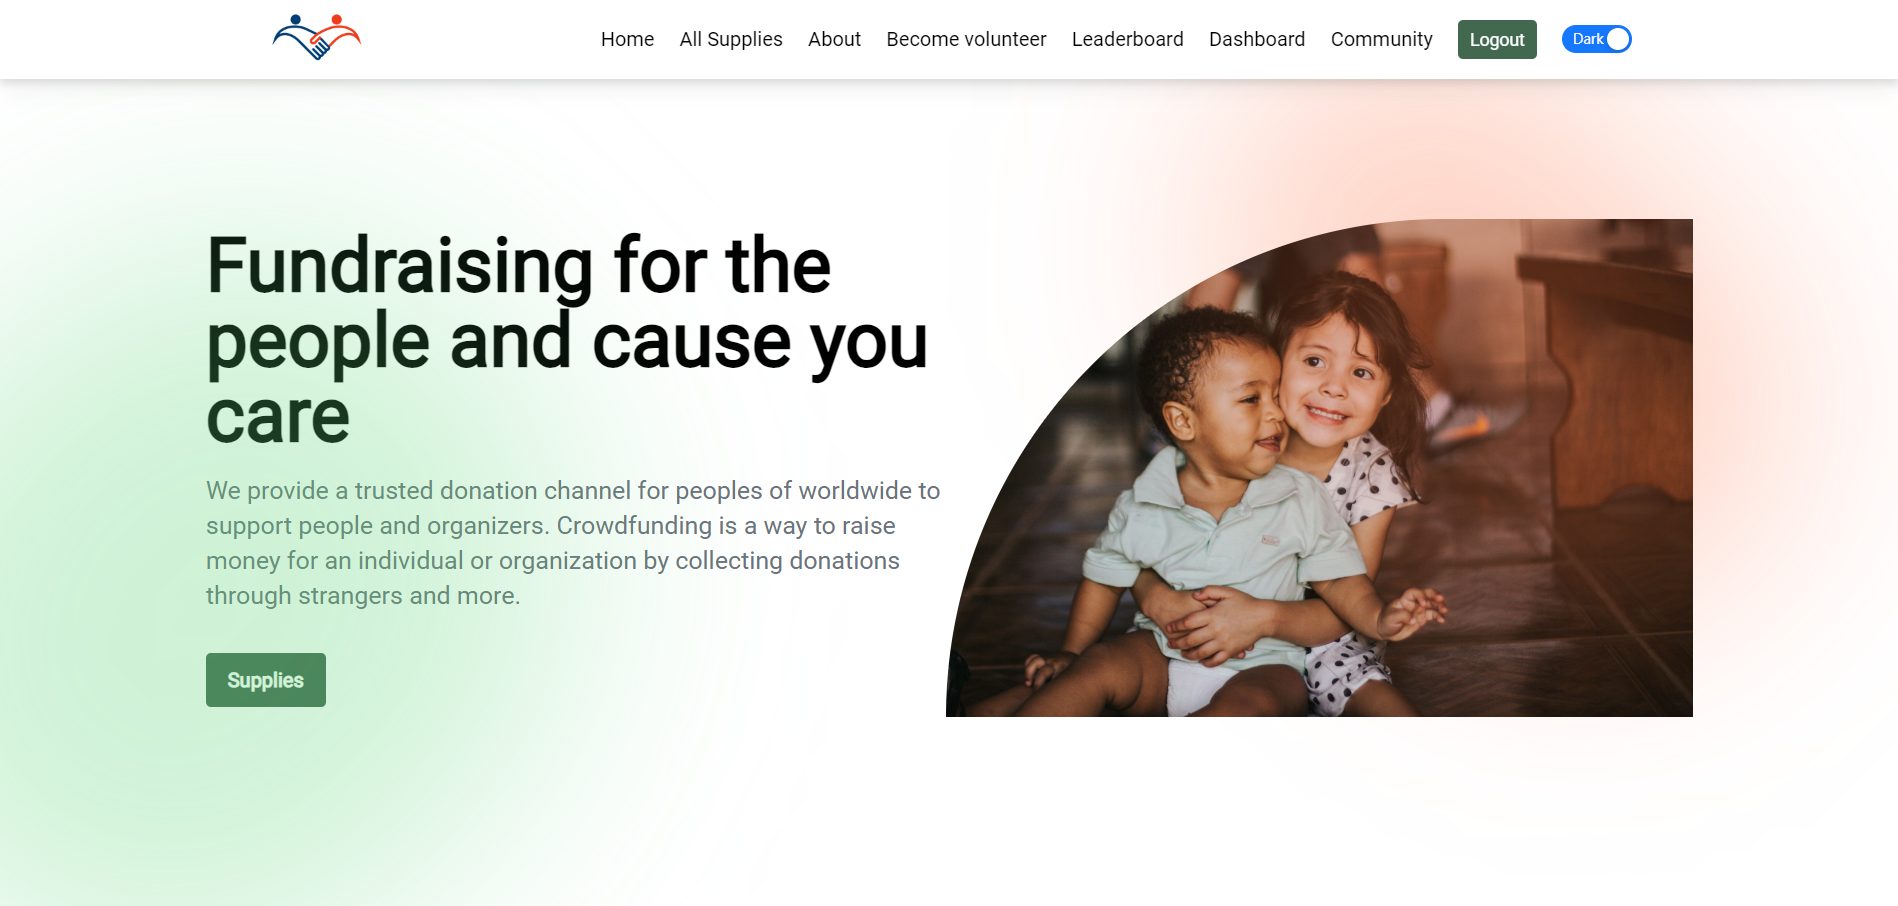 Home All Supplies About Become volunteer Leaderboard Dashboard Community Logout Dark
Fundraising for the
people and cause you
care
We provide a trusted donation channel for peoples of worldwide to
support people and organizers. Crowdfunding is a way to raise
money for an individual or organization by collecting donations
through strangers and more.
Supplies